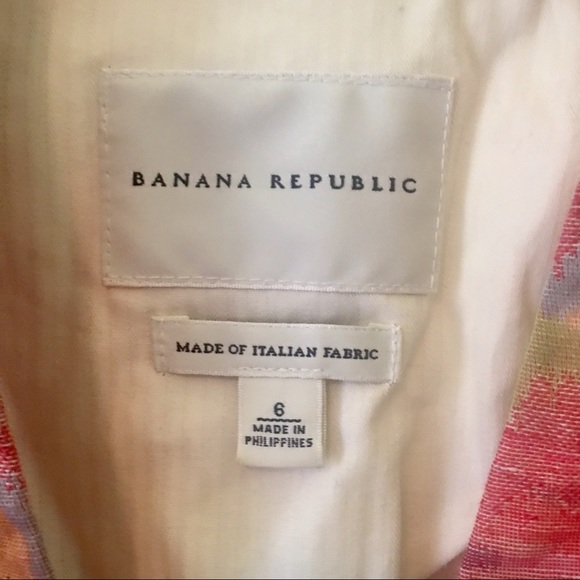 BANANA REPUBLIC
MADE OF ITALIAN FABRIC
6
MADE IN
PHILIPPINES